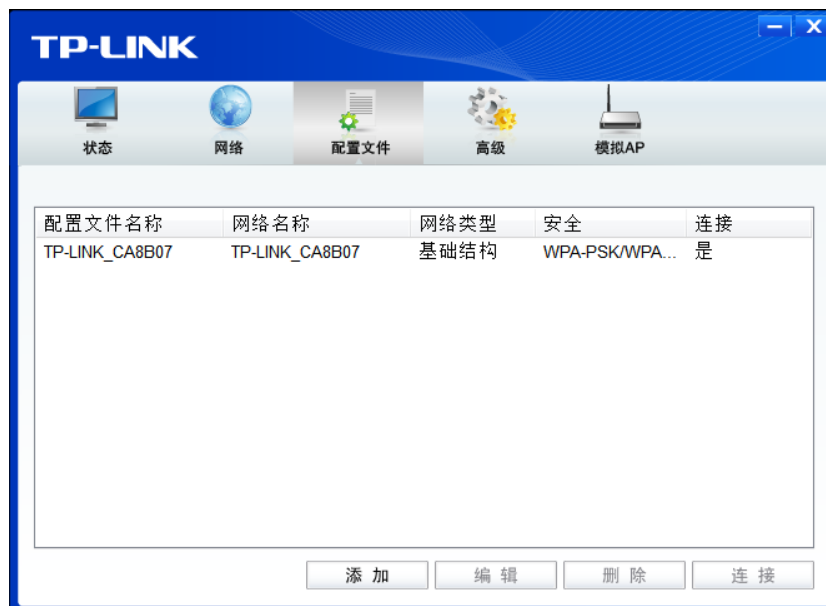 TP-LINK
状态 网络 配置文件 高级 模拟AP
配置文件名称 网络名称 网络类型 安全 连接
TP-LINK_CA8B07 TP-LINK_CA8B07 基础结构 WPA-PSK/WPA... 是
添加 编辑 删除 连接